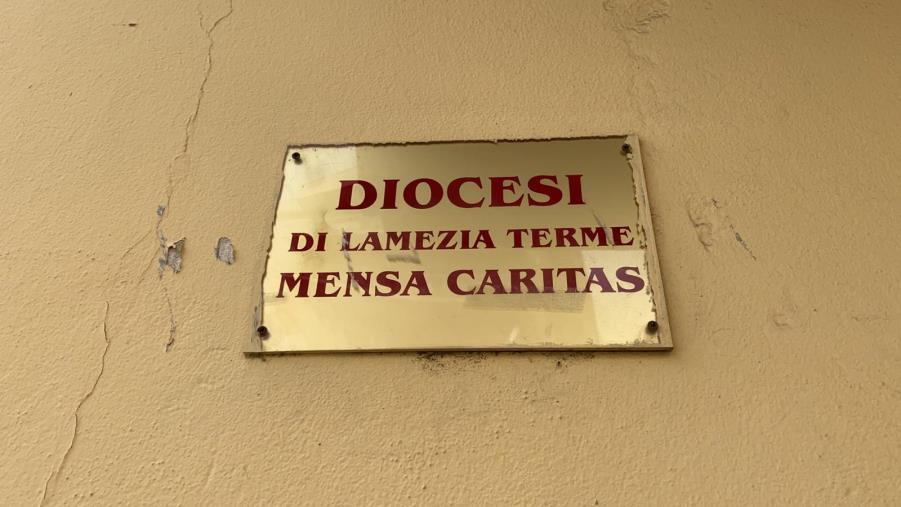 DIOCESI
DI LAMEZIA TERME
MENSA CARITAS